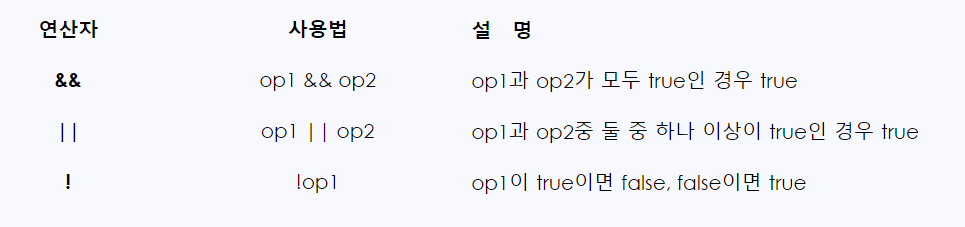 연산자 사용법 설 명
&& op1 && op2 op1과 op2가 모두 true인 경우 true
|| op1 || op2 op1과 op2중 둘 중 하나 이상이 true인 경우 true
! !op1 op1이 true이면 false, false이면 true